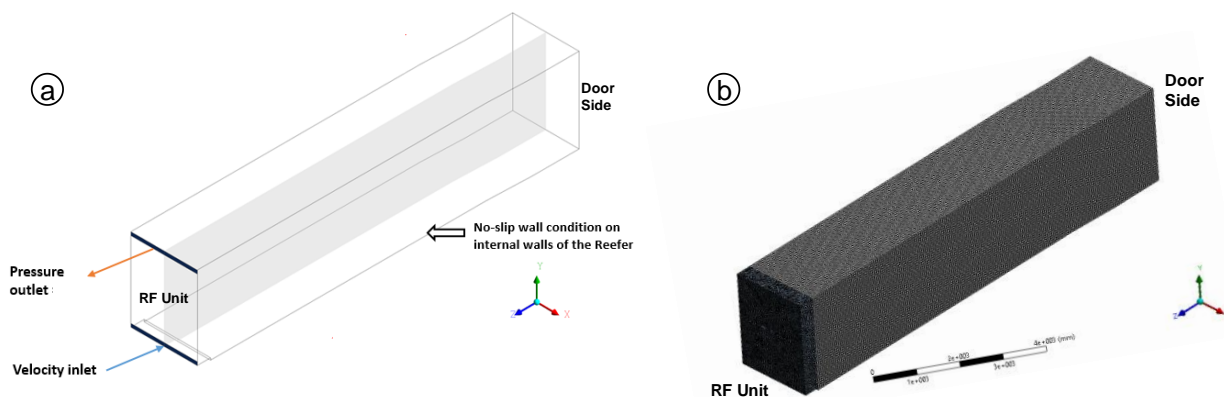 a
Door
Side
No-slip wall condition on
internal walls of the Reefer
Pressure
outlet
RF Unit
Velocity inlet
Y
Z
X
b
Door
Side
Y
Z
0
2e+003
4e+003 (mm)
1e+003
3e+003
RF Unit